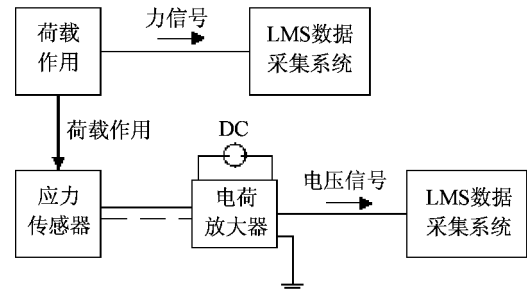 荷载
作用
力信号
LMS数据
采集系统
荷载作用
DC
应力
传感器
电荷
放大器
电压信号
LMS数据
采集系统